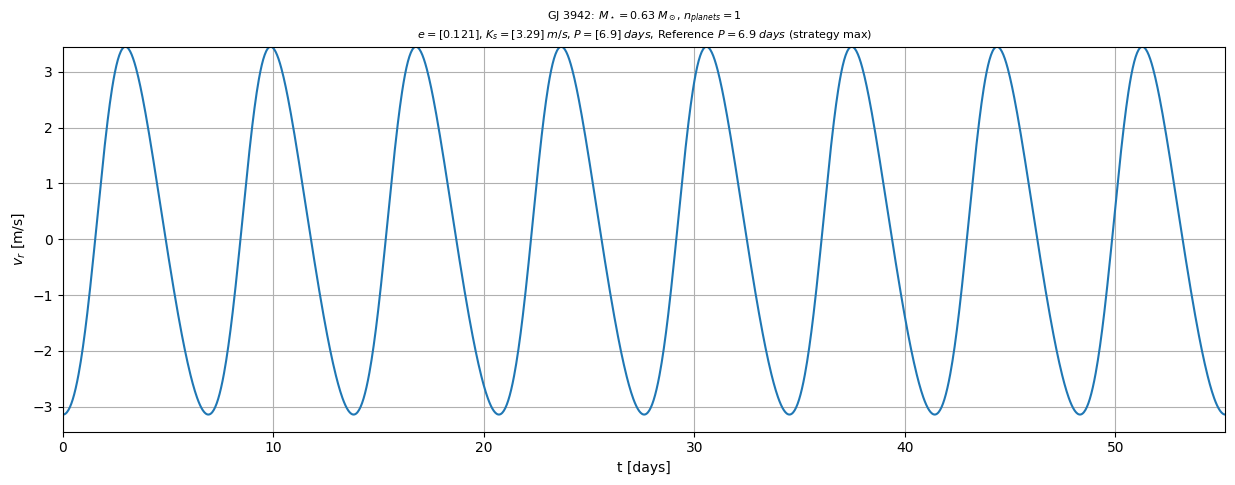 GJ 3942: $M_\star = 0.63\ M_\odot$, $n_{planets} = 1$
$e = [0.121]$, $K_s = [3.29]\ m/s$, $P = [6.9]\ days$, Reference $P = 6.9\ days$ (strategy max)
3
2
1
0
−1
−2
−3
$v_r$ [m/s]
0 10 20 30 40 50
t [days]